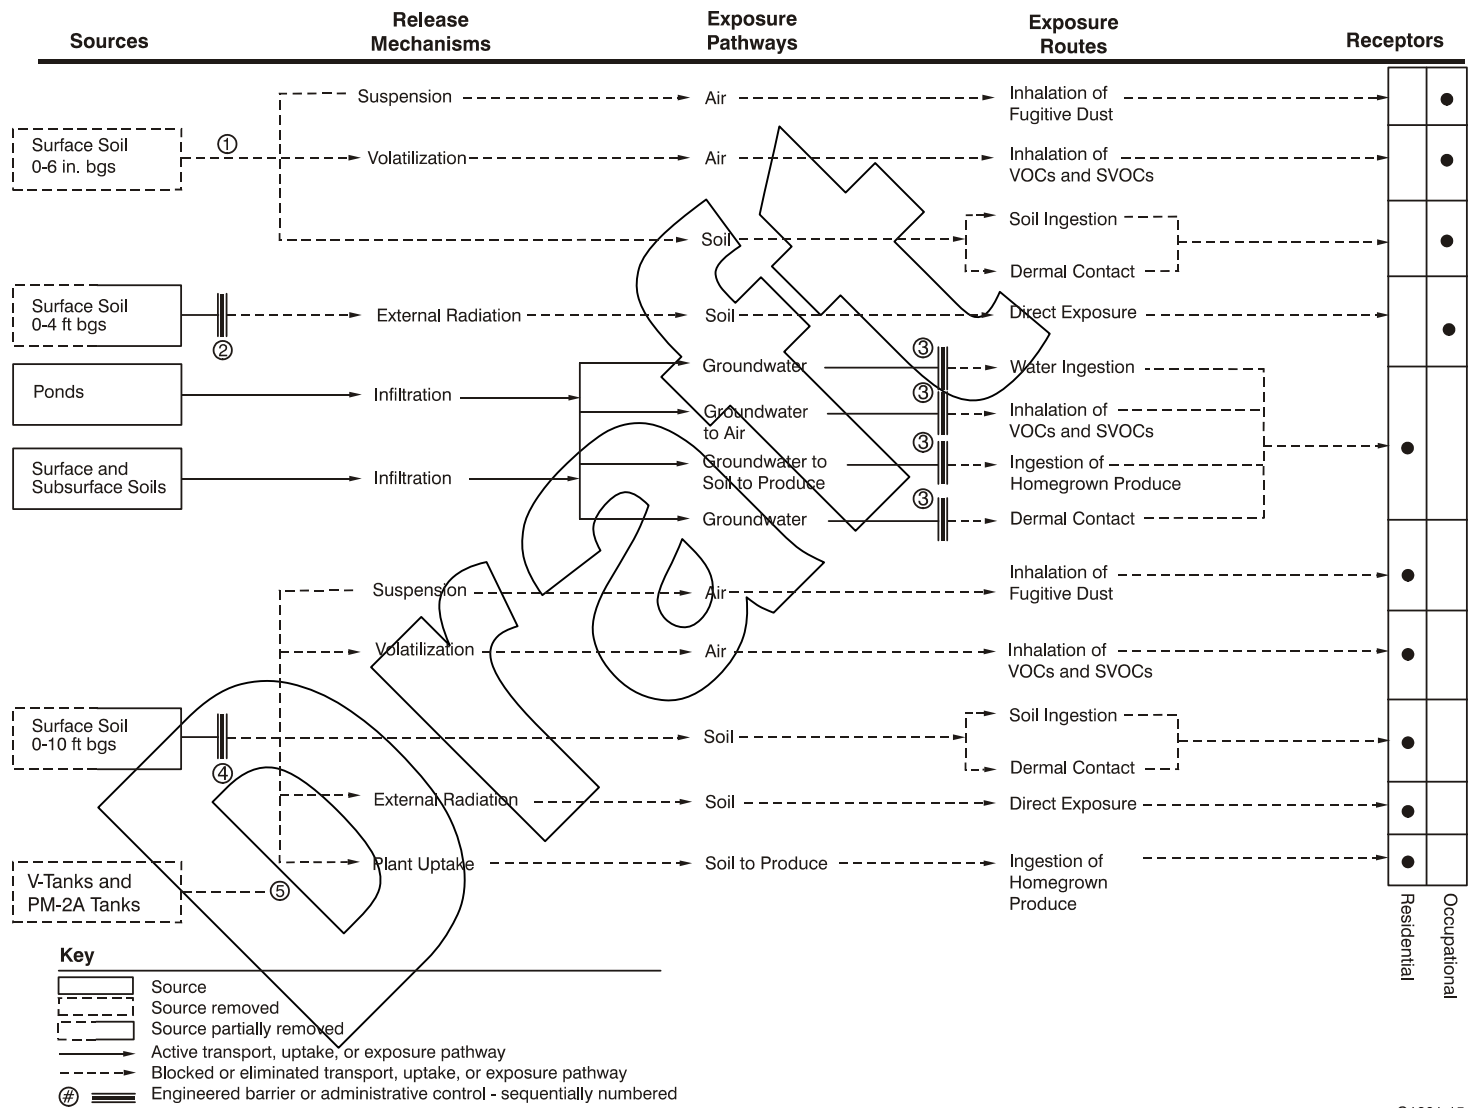 Sources
Release
Mechanisms
Exposure
Pathways
Exposure
Routes
Receptors
Suspension
Air
Inhalation of
Fugitive Dust
Surface Soil
0-6 in. bgs
1
Volatilization
Air
Inhalation of
VOCs and SVOCs
Soil
Soil Ingestion
Dermal Contact
Surface Soil
0-4 ft bgs
2
External Radiation
Soil
Direct Exposure
Ponds
Infiltration
Groundwater
3
Water Ingestion
Groundwater
to Air
3
Inhalation of
VOCs and SVOCs
Surface and
Subsurface Soils
Infiltration
Groundwater to
Soil to Produce
3
Ingestion of
Homegrown Produce
Groundwater
3
Dermal Contact
Suspension
Air
Inhalation of
Fugitive Dust
Volatilization
Air
Inhalation of
VOCs and SVOCs
Surface Soil
0-10 ft bgs
4
Soil
Soil Ingestion
Dermal Contact
External Radiation
Soil
Direct Exposure
Plant Uptake
Soil to Produce
Ingestion of
Homegrown
Produce
V-Tanks and
PM-2A Tanks
5
Residential
Occupational
Draft
Key
Source
Source removed
Source partially removed
Active transport, uptake, or exposure pathway
Blocked or eliminated transport, uptake, or exposure pathway
# Engineered barrier or administrative control - sequentially numbered